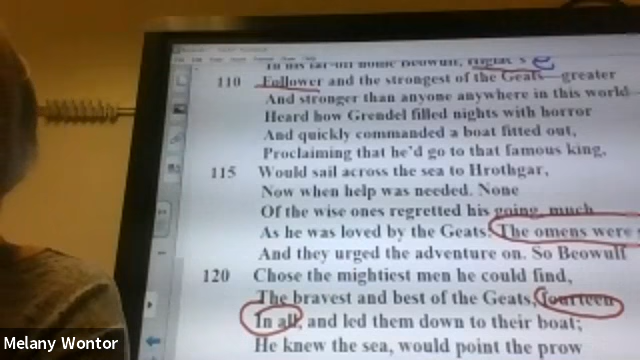 In his far-off home Beowulf, Higlac's
110 Follower and the strongest of the Geats—greater
And stronger than anyone anywhere in this world—
Heard how Grendel filled nights with horror
And quickly commanded a boat fitted out,
Proclaiming that he'd go to that famous king,
115 Would sail across the sea to Hrothgar,
Now when help was needed. None
Of the wise ones regretted his going, much
As he was loved by the Geats: The omens were
And they urged the adventure on. So Beowulf
120 Chose the mightiest men he could find,
The bravest and best of the Geats, fourteen
In all, and led them down to their boat;
He knew the sea, would point the prow
Melany Wontor